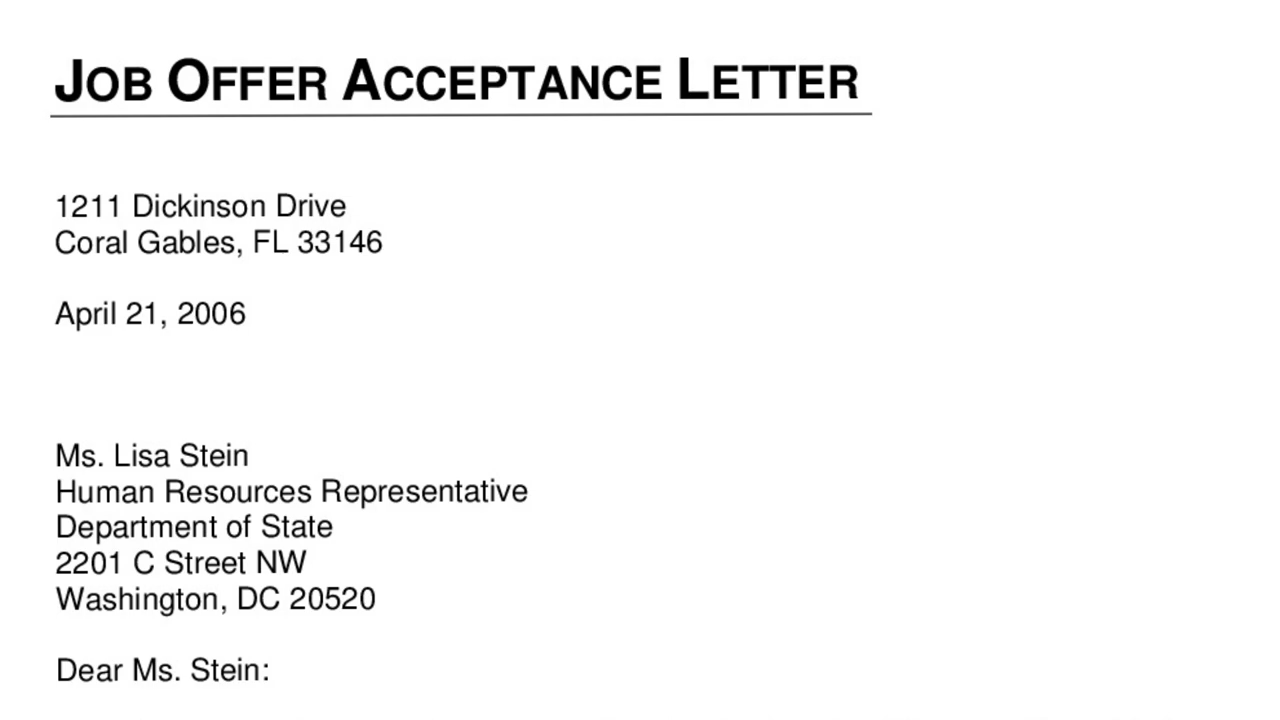 JOB OFFER ACCEPTANCE LETTER
1211 Dickinson Drive
Coral Gables, FL 33146
April 21, 2006
Ms. Lisa Stein
Human Resources Representative
Department of State
2201 C Street NW
Washington, DC 20520
Dear Ms. Stein: